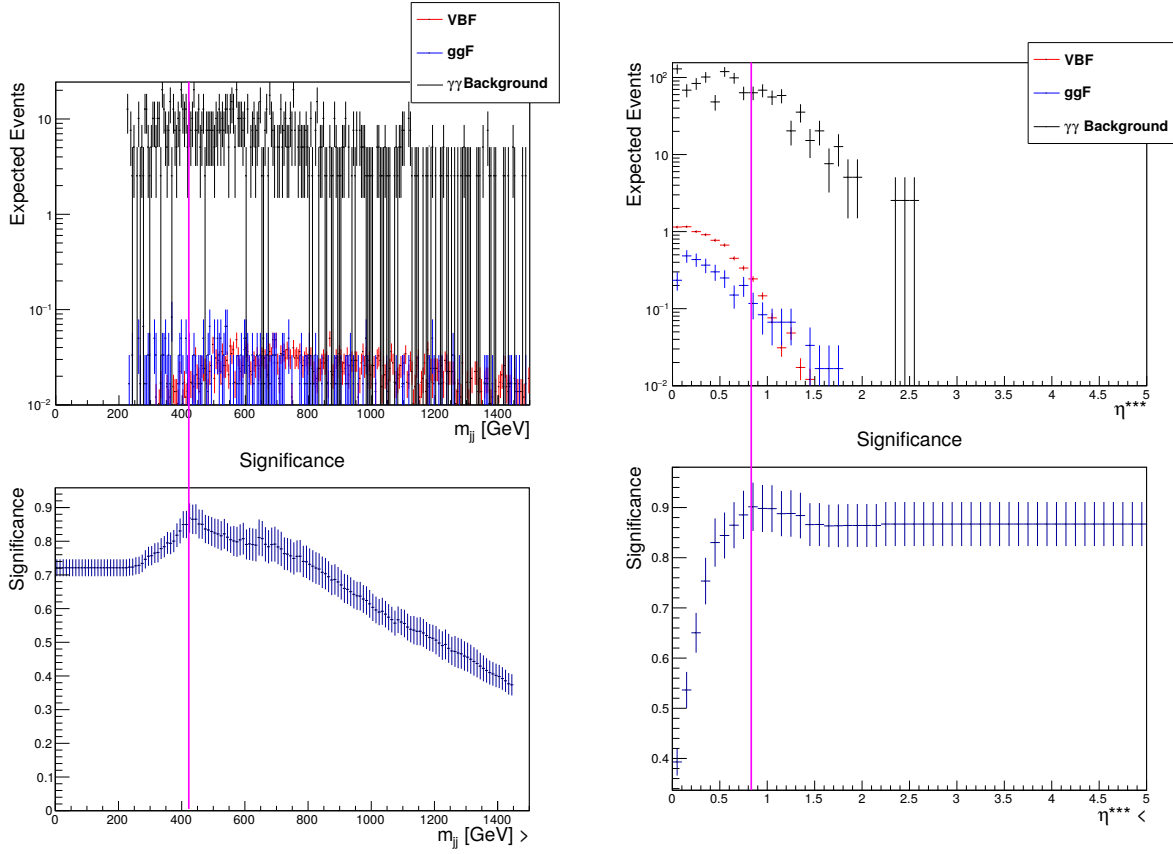 VBF
ggF
γγBackground
Expected Events
10
1
10⁻¹
10⁻²
0 200 400 600 800 1000 1200 1400
m_jj [GeV]
Significance
Significance
0.9
0.8
0.7
0.6
0.5
0.4
0.3
0.2
0.1
0
0 200 400 600 800 1000 1200 1400
m_jj [GeV] >
VBF
ggF
γγ Background
Expected Events
10²
10
1
10⁻¹
10⁻²
0 0.5 1 1.5 2 2.5 3 3.5 4 4.5 5
η***
Significance
Significance
0.9
0.8
0.7
0.6
0.5
0.4
0 0.5 1 1.5 2 2.5 3 3.5 4 4.5 5
η*** <